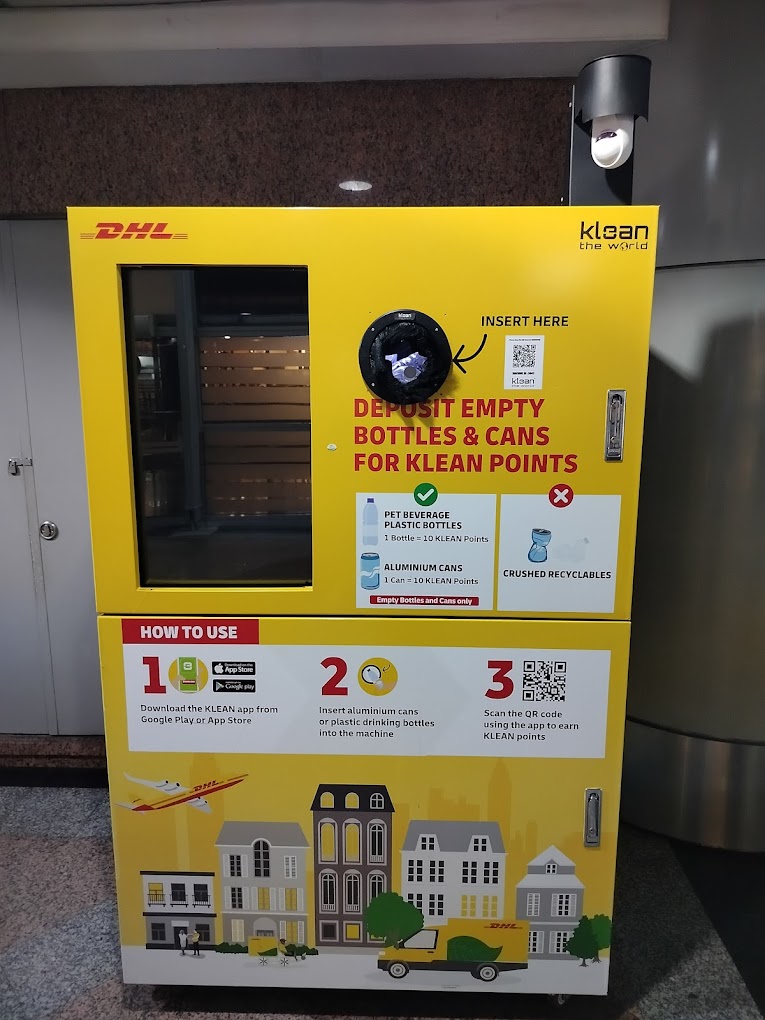 DHL
klean
the world
klean
INSERT HERE
klean
DEPOSIT EMPTY
BOTTLES & CANS
FOR KLEAN POINTS
PET BEVERAGE
PLASTIC BOTTLES
1 Bottle = 10 KLEAN Points
ALUMINIUM CANS
1 Can = 10 KLEAN Points
Empty Bottles and Cans only
CRUSHED RECYCLABLES
HOW TO USE
1
App Store
Google play
Download the KLEAN app from
Google Play or App Store
2
Insert aluminium cans
or plastic drinking bottles
into the machine
3
Scan the QR code
using the app to earn
KLEAN points
DHL
DHL